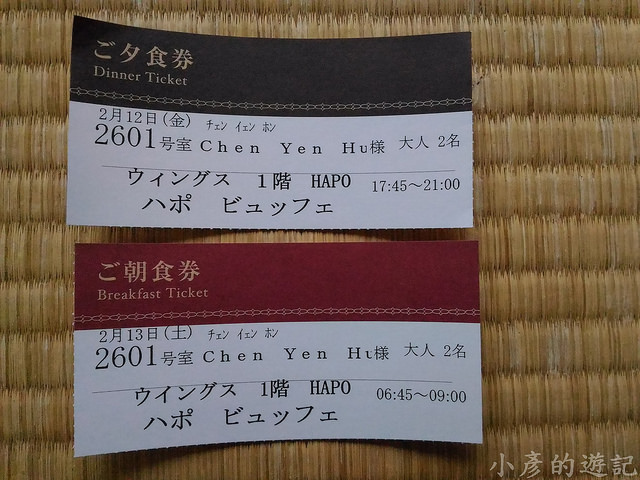 ご夕食券
Dinner Ticket
2月12日(金) チェン イェン ホン
2601号室 Chen Yen Hu様 大人 2名
ウィングス 1階 HAPO 17:45～21:00
ハポ ビュッフェ
ご朝食券
Breakfast Ticket
2月13日(土) チェン イェン ホン
2601号室 Chen Yen Hu様 大人 2名
ウイングス 1階 HAPO 06:45～09:00
ハポ ビュッフェ
小彥的遊記